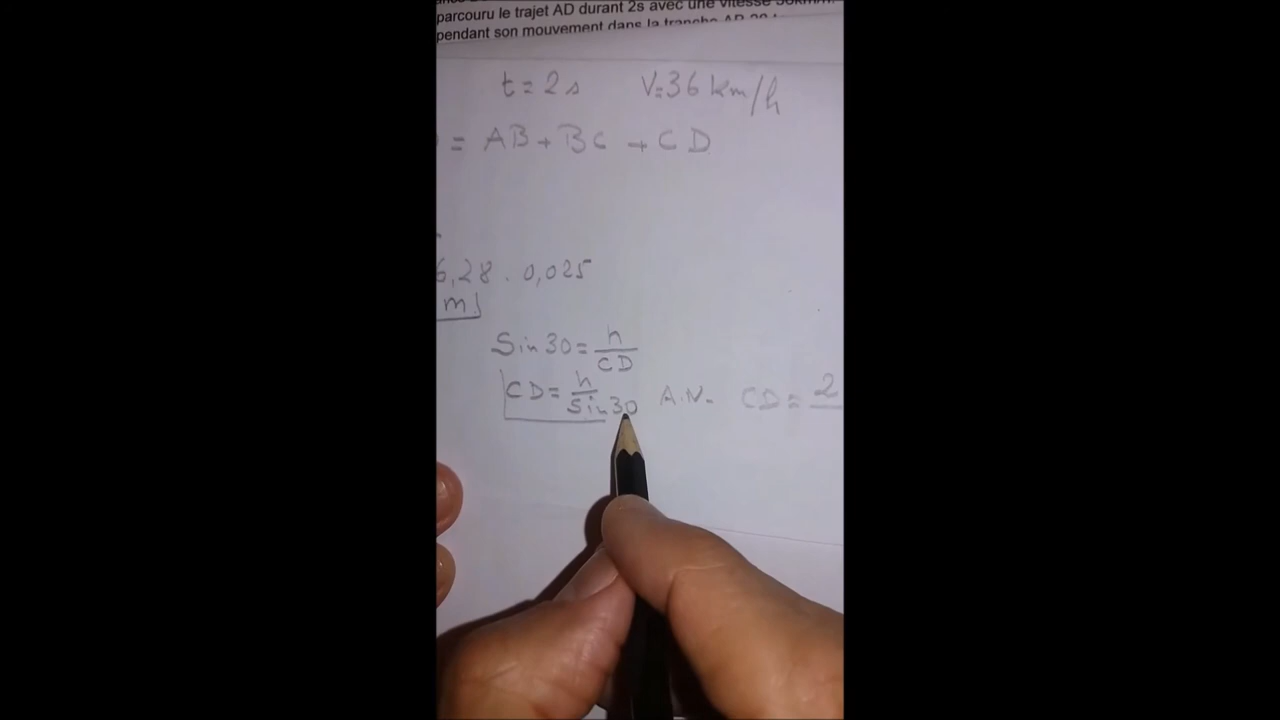 parcouru le trajet AD durant 2s avec une vitesse
pendant son mouvement dans la tranche
t = 2s V=36 km/h
= AB + BC + CD
6,28 . 0,025
m
Sin 30 = h/CD
CD = h/Sin 30 A.N. CD = 2